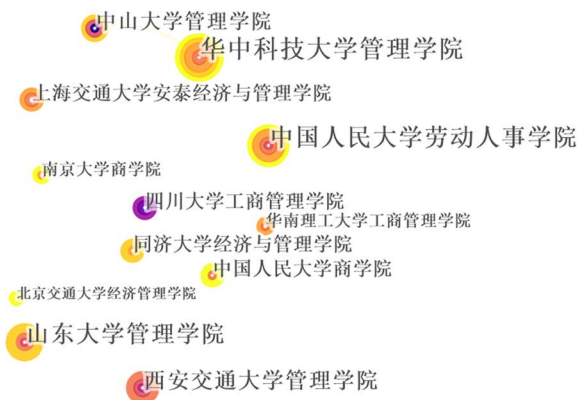 中山大学管理学院
华中科技大学管理学院
上海交通大学安泰经济与管理学院
中国人民大学劳动人事学院
南京大学商学院
四川大学工商管理学院
华南理工大学工商管理学院
同济大学经济与管理学院
中国人民大学商学院
北京交通大学经济管理学院
山东大学管理学院
西安交通大学管理学院